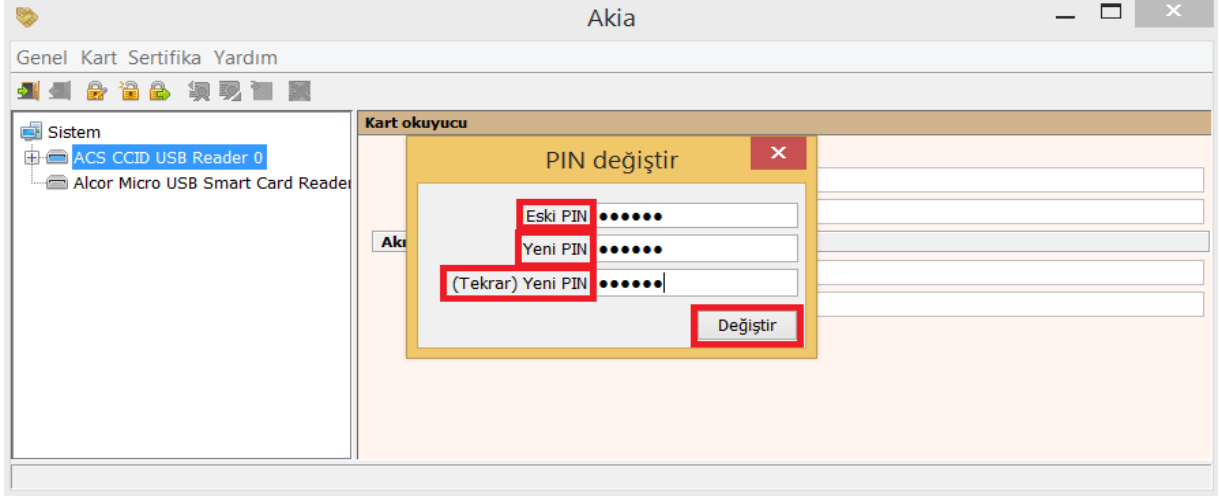 Akia
Genel Kart Sertifika Yardım
Sistem
ACS CCID USB Reader 0
Alcor Micro USB Smart Card Reader
Kart okuyucu
PIN değiştir
Eski PIN
Yeni PIN
(Tekrar) Yeni PIN
Değiştir